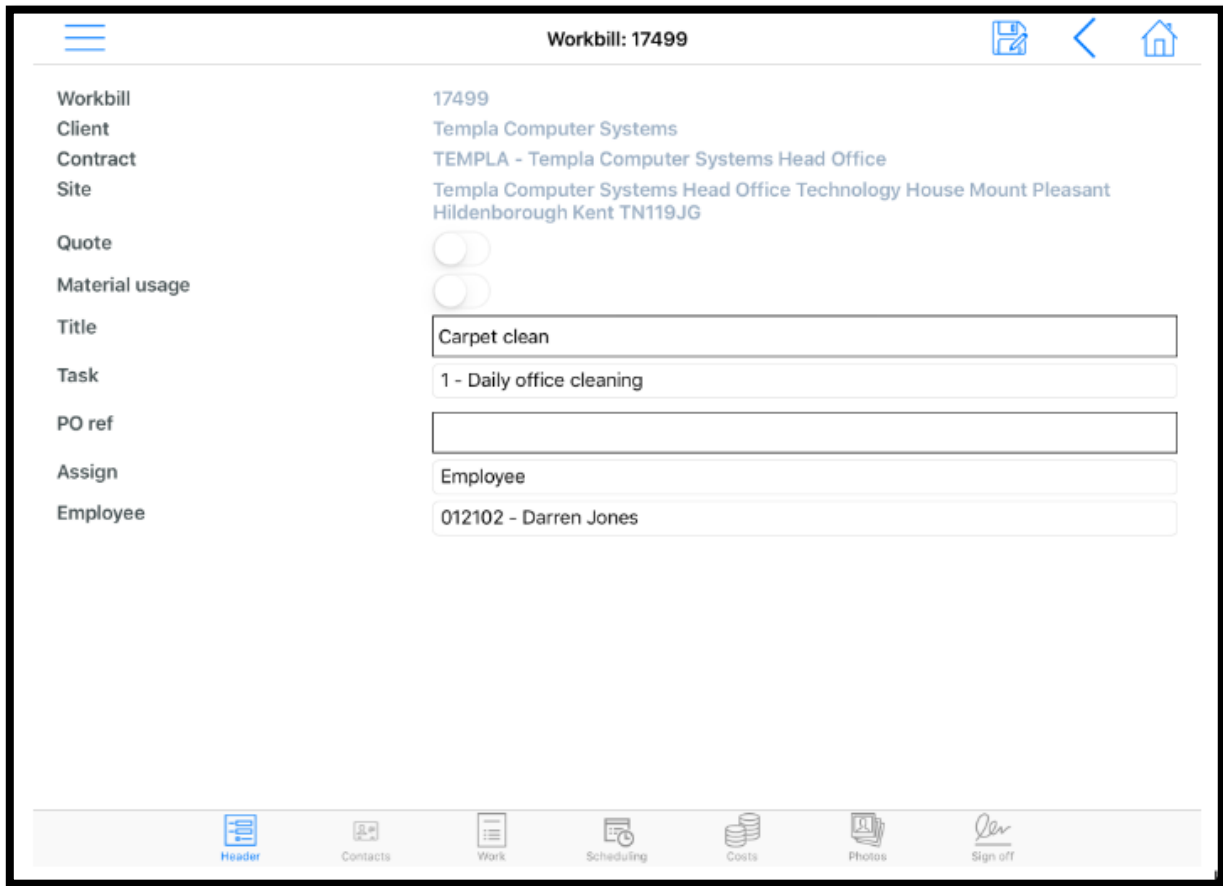 Workbill: 17499
Workbill 17499
Client Templa Computer Systems
Contract TEMPLA - Templa Computer Systems Head Office
Site Templa Computer Systems Head Office Technology House Mount Pleasant
Hildenborough Kent TN119JG
Quote
Material usage
Title Carpet clean
Task 1 - Daily office cleaning
PO ref
Assign Employee
Employee 012102 - Darren Jones
Header Contacts Work Scheduling Costs Photos Sign off